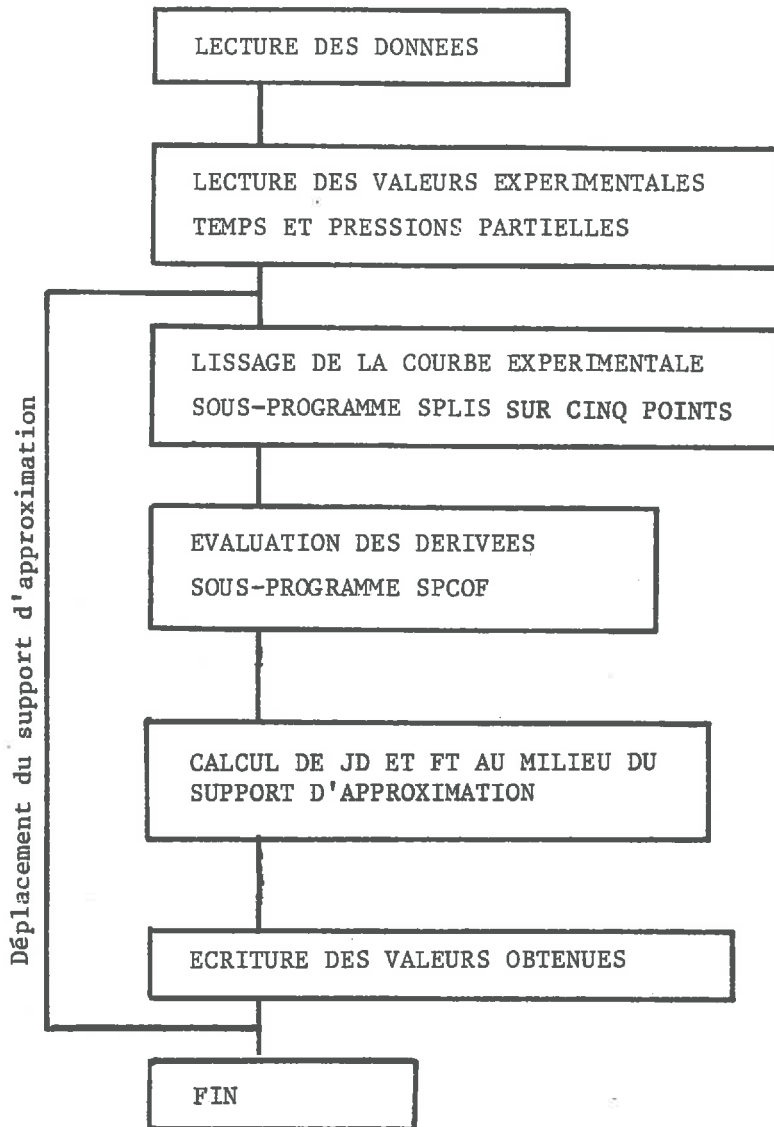 LECTURE DES DONNEES
LECTURE DES VALEURS EXPERIMENTALES
TEMPS ET PRESSIONS PARTIELLES
LISSAGE DE LA COURBE EXPERIMENTALE
SOUS-PROGRAMME SPLIS SUR CINQ POINTS
EVALUATION DES DERIVEES
SOUS-PROGRAMME SPCOF
CALCUL DE JD ET FT AU MILIEU DU
SUPPORT D'APPROXIMATION
ECRITURE DES VALEURS OBTENUES
FIN
Déplacement du support d'approximation